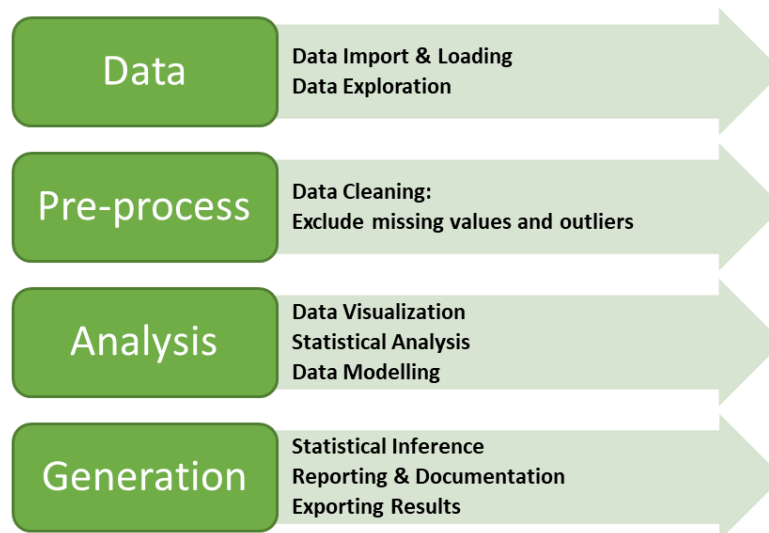 Data
Data Import & Loading
Data Exploration
Pre-process
Data Cleaning:
Exclude missing values and outliers
Analysis
Data Visualization
Statistical Analysis
Data Modelling
Generation
Statistical Inference
Reporting & Documentation
Exporting Results